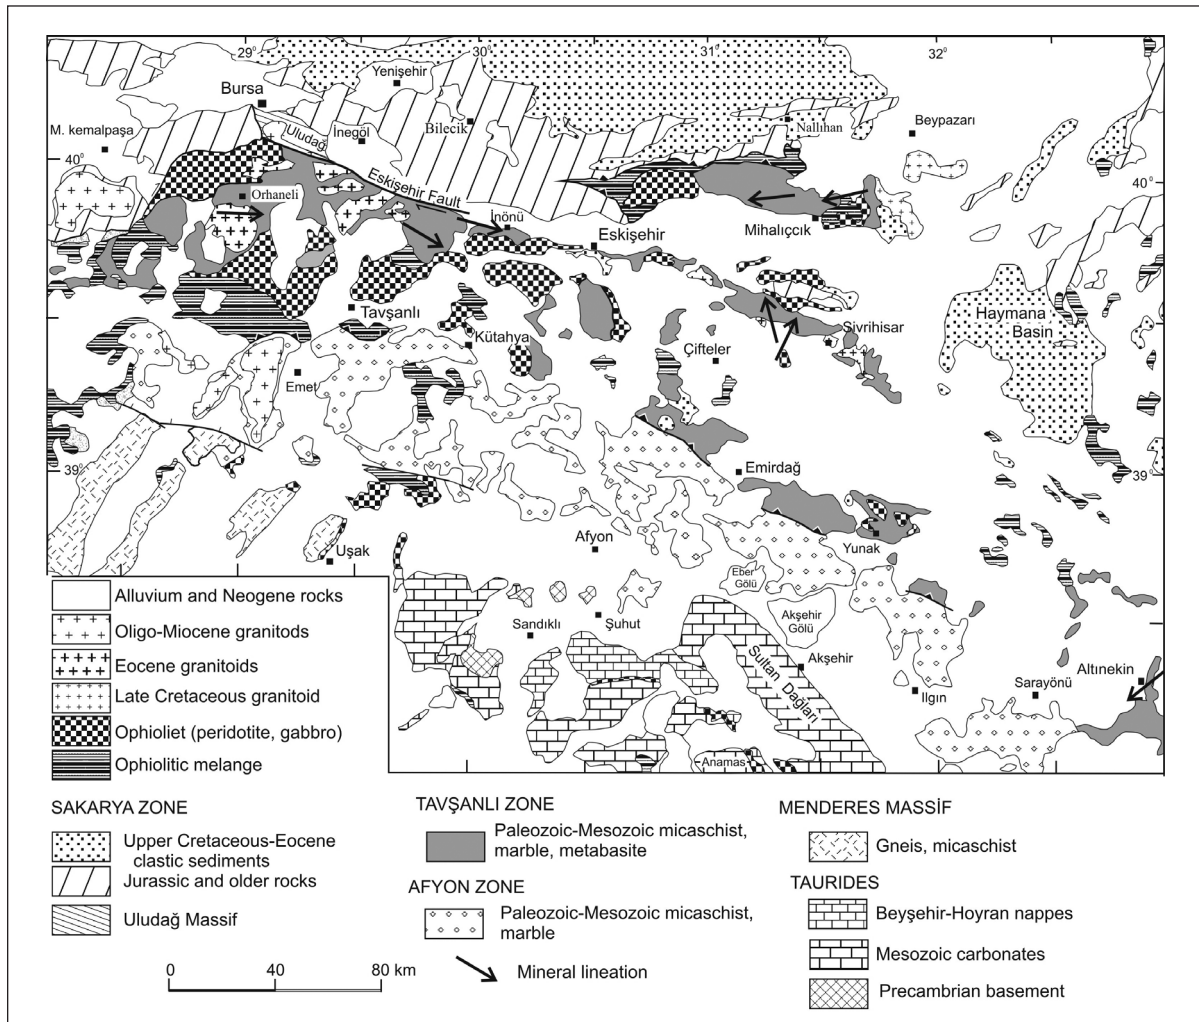 29°
30°
31°
32°
Yenişehir
Bursa
Uludağ
İnegöl
Bilecik
Nallıhan
Beypazarı
M. kemalpaşa
40°
40°
Orhaneli
Eskişehir Fault
İnönü
Eskişehir
Mihalıçcık
Tavşanlı
Kütahya
Sivrihisar
Haymana
Basin
Çifteler
Emet
39°
39°
Emirdağ
Afyon
Yunak
Uşak
Eber
Gölü
Akşehir
Gölü
Sandıklı
Şuhut
Sultan Dağları
Akşehir
Altınekin
Sarayönü
Ilgın
Anamas
Alluvium and Neogene rocks
Oligo-Miocene granitods
Eocene granitoids
Late Cretaceous granitoid
Ophioliet (peridotite, gabbro)
Ophiolitic melange
SAKARYA ZONE
Upper Cretaceous-Eocene
clastic sediments
Jurassic and older rocks
Uludağ Massif
TAVŞANLI ZONE
Paleozoic-Mesozoic micaschist,
marble, metabasite
AFYON ZONE
Paleozoic-Mesozoic micaschist,
marble
Mineral lineation
MENDERES MASSİF
Gneis, micaschist
TAURIDES
Beyşehir-Hoyran nappes
Mesozoic carbonates
Precambrian basement
0 40 80 km